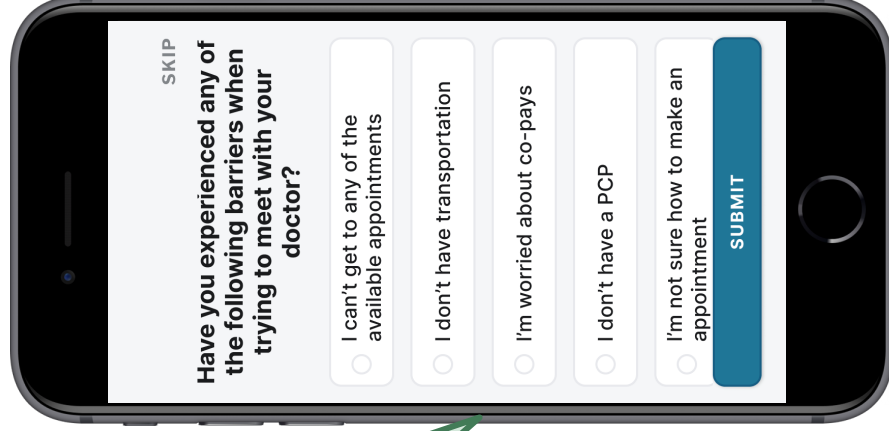 SKIP
Have you experienced any of
the following barriers when
trying to meet with your
doctor?
I can't get to any of the
available appointments
I don't have transportation
I'm worried about co-pays
I don't have a PCP
I'm not sure how to make an
appointment
SUBMIT